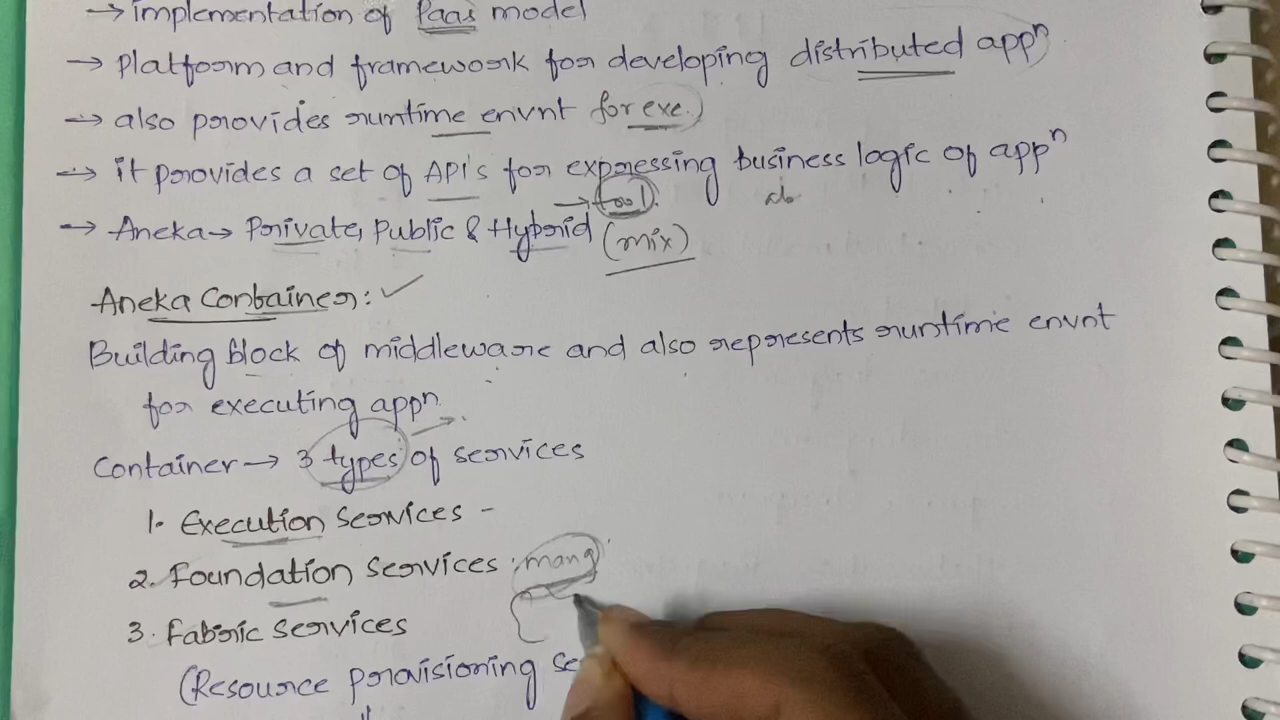 → implementation of Paas model
→ Platform and framework for developing distributed appⁿ
→ also provides runtime envnt for exe.)
→ it provides a set of API's for expressing business logic of appⁿ
→ tool.
→ Aneka → Private, Public & Hybrid (mix)
Aneka Container: ✓
Building block of middleware and also represents runtime envnt
for executing appⁿ.
Container → 3 types of services
1. Execution Services -
2. Foundation Services : mang
3. Fabric Services
(Resource provisioning se